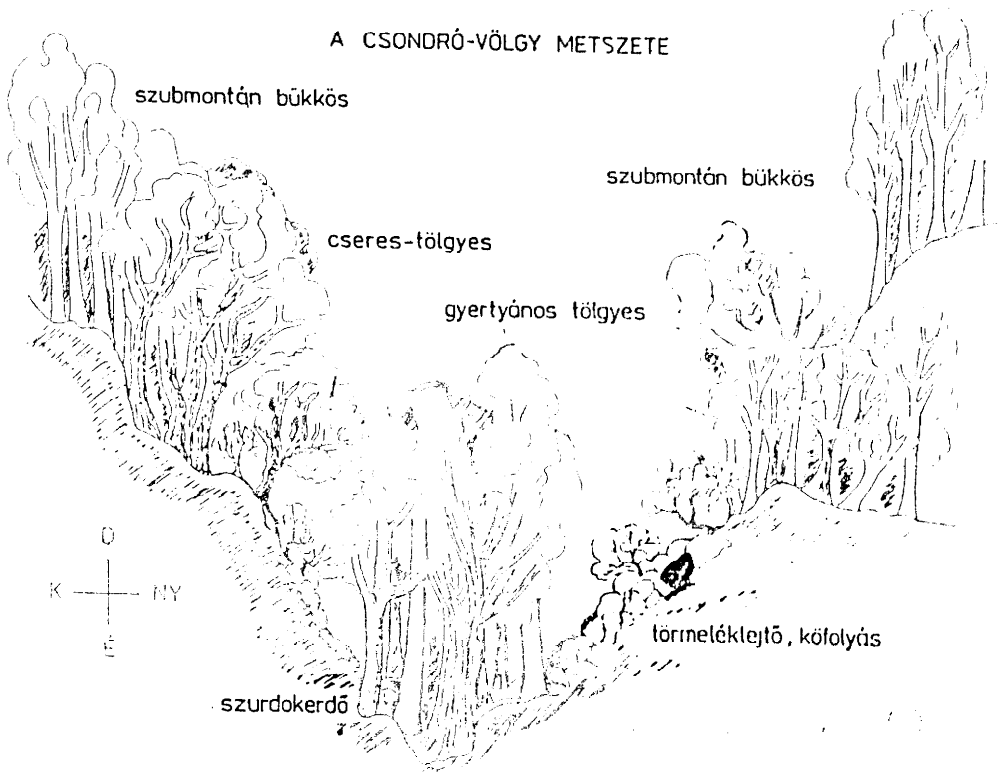 A CSONDRÓ-VÖLGY METSZETE
szubmontán bükkös
szubmontán bükkös
cseres-tölgyes
gyertyános tölgyes
D
K NY
É
törmeléklejtő, kőfolyás
szurdokerdő